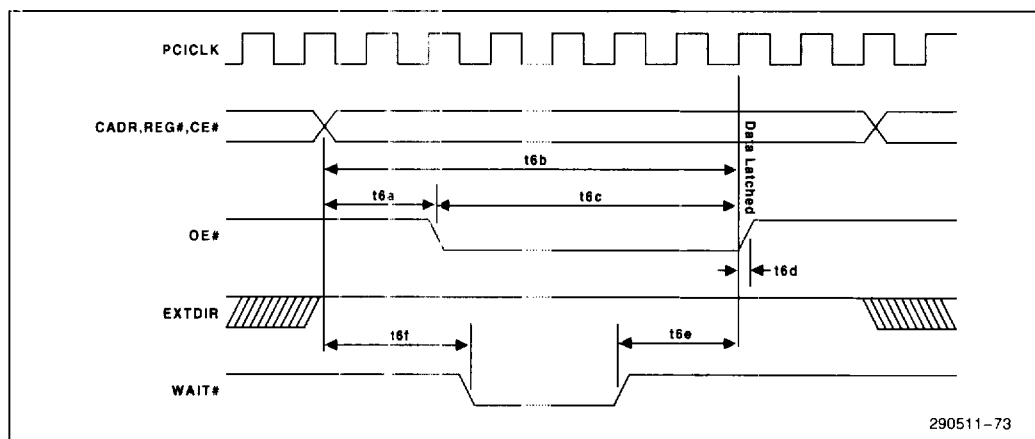 PCICLK
CADR,REG#,CE#
Data Latched
t6b
t6a
t6c
OE#
t6d
EXTDIR
t6f
t6e
WAIT#
290511-73